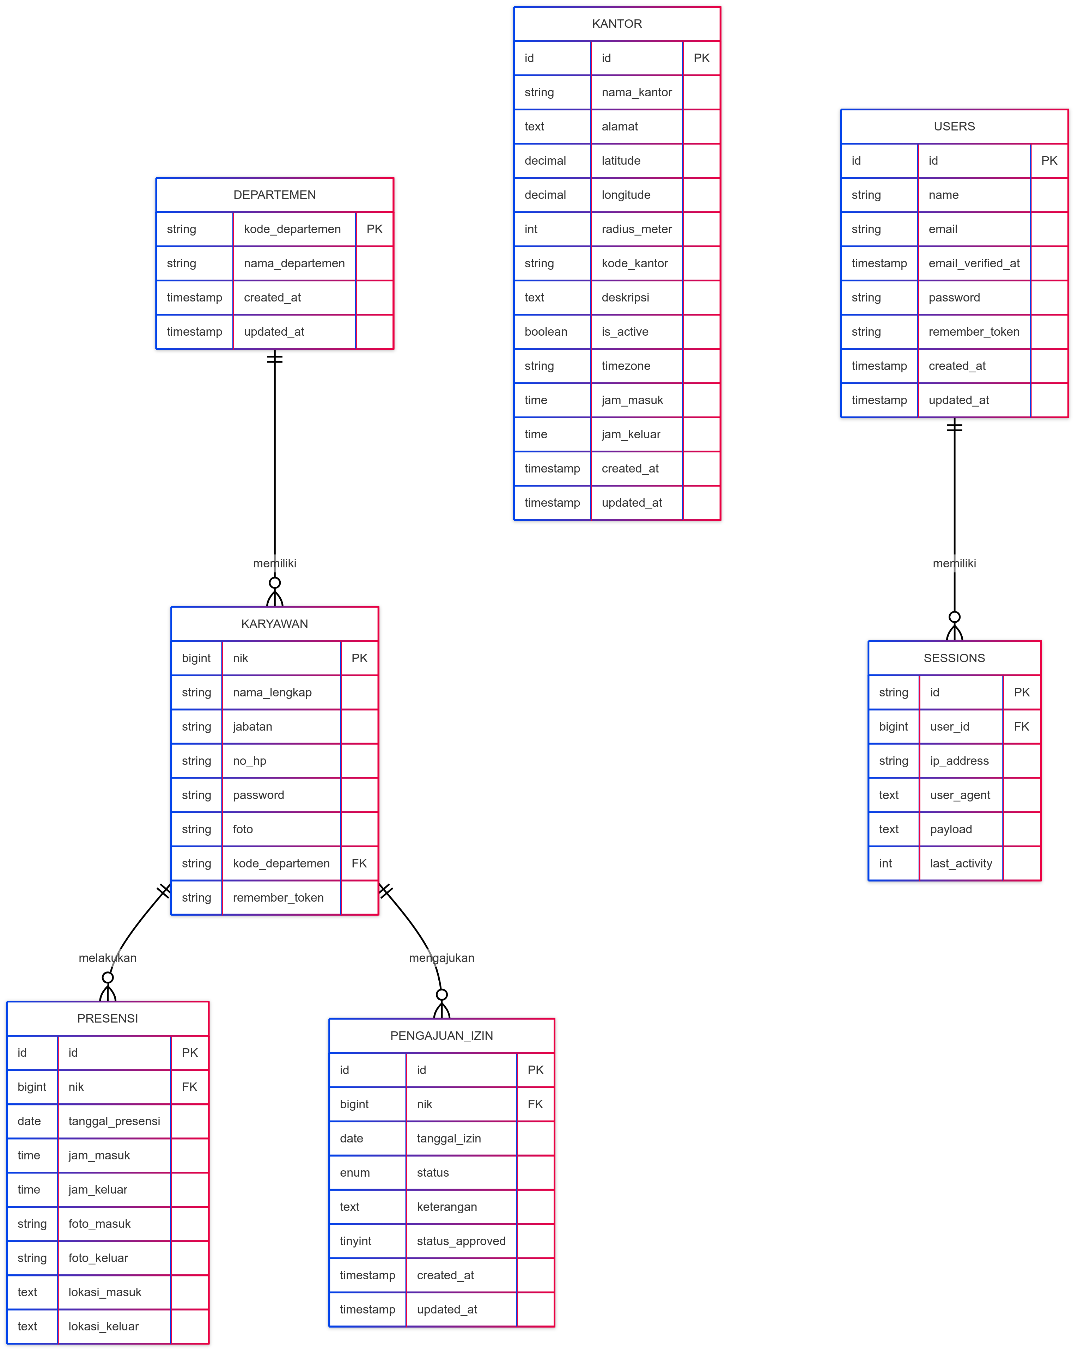 KANTOR
id id PK
string nama_kantor
text alamat
decimal latitude
decimal longitude
int radius_meter
string kode_kantor
text deskripsi
boolean is_active
string timezone
time jam_masuk
time jam_keluar
timestamp created_at
timestamp updated_at
USERS
id id PK
string name
string email
timestamp email_verified_at
string password
string remember_token
timestamp created_at
timestamp updated_at
DEPARTEMEN
string kode_departemen PK
string nama_departemen
timestamp created_at
timestamp updated_at
memiliki
memiliki
KARYAWAN
bigint nik PK
string nama_lengkap
string jabatan
string no_hp
string password
string foto
string kode_departemen FK
string remember_token
SESSIONS
string id PK
bigint user_id FK
string ip_address
text user_agent
text payload
int last_activity
melakukan
mengajukan
PRESENSI
id id PK
bigint nik FK
date tanggal_presensi
time jam_masuk
time jam_keluar
string foto_masuk
string foto_keluar
text lokasi_masuk
text lokasi_keluar
PENGAJUAN_IZIN
id id PK
bigint nik FK
date tanggal_izin
enum status
text keterangan
tinyint status_approved
timestamp created_at
timestamp updated_at